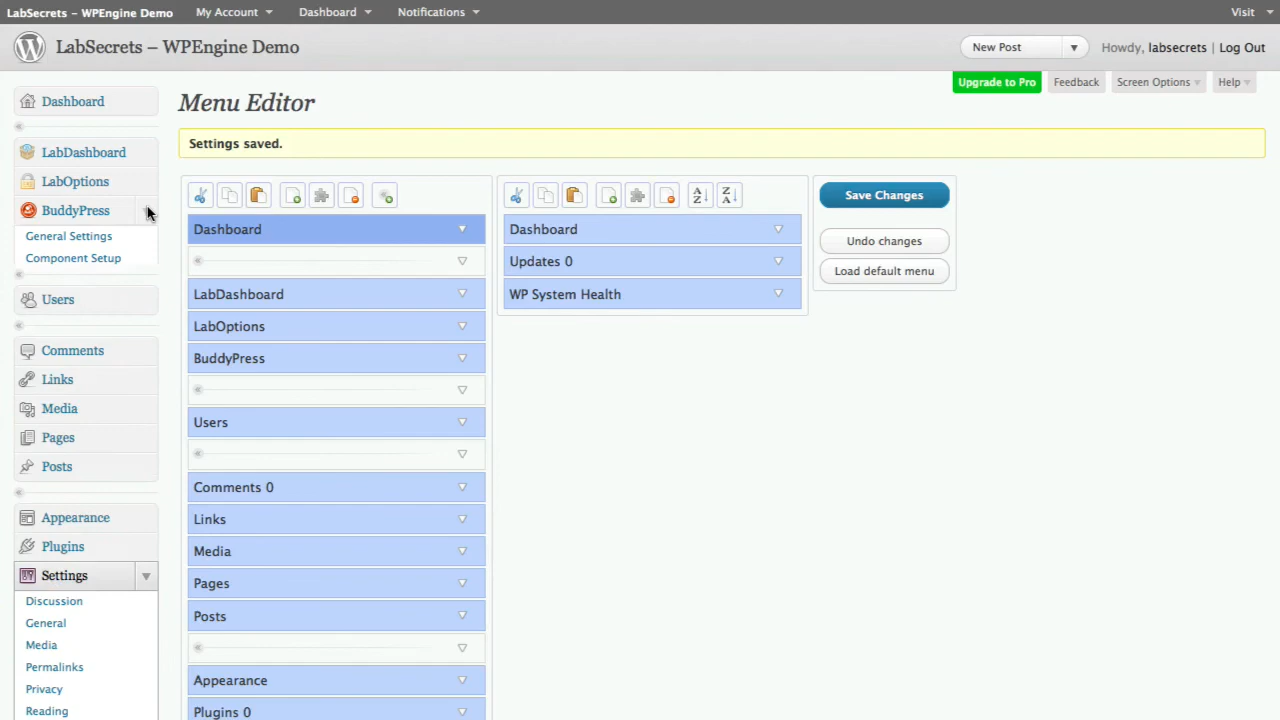 LabSecrets – WPEngine Demo My Account Dashboard Notifications Visit
LabSecrets – WPEngine Demo New Post Howdy, labsecrets | Log Out
Upgrade to Pro Feedback Screen Options Help
Menu Editor
Settings saved.
Dashboard
LabDashboard
LabOptions
BuddyPress
General Settings
Component Setup
Users
Comments
Links
Media
Pages
Posts
Appearance
Plugins
Settings
Discussion
General
Media
Permalinks
Privacy
Reading
Dashboard
LabDashboard
LabOptions
BuddyPress
Users
Comments 0
Links
Media
Pages
Posts
Appearance
Plugins 0
A Z
Z A
Dashboard
Updates 0
WP System Health
Save Changes
Undo changes
Load default menu